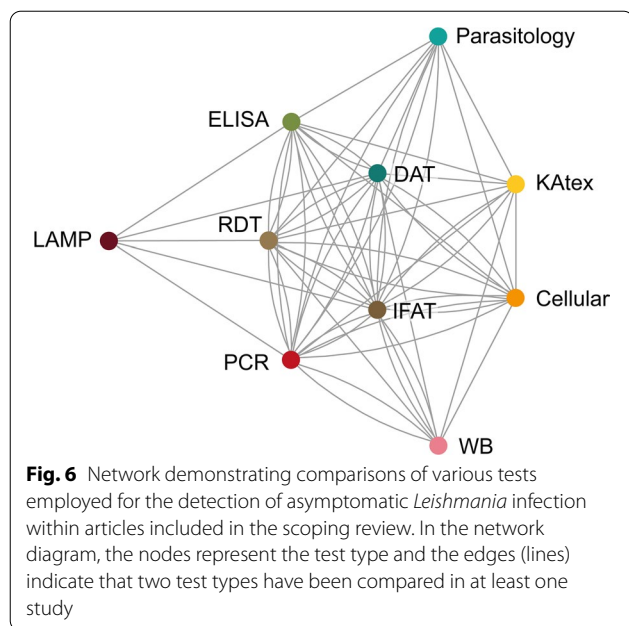 Parasitology
ELISA
DAT
KAtex
RDT
LAMP
Cellular
IFAT
PCR
WB
Fig. 6 Network demonstrating comparisons of various tests
employed for the detection of asymptomatic Leishmania infection
within articles included in the scoping review. In the network
diagram, the nodes represent the test type and the edges (lines)
indicate that two test types have been compared in at least one
study